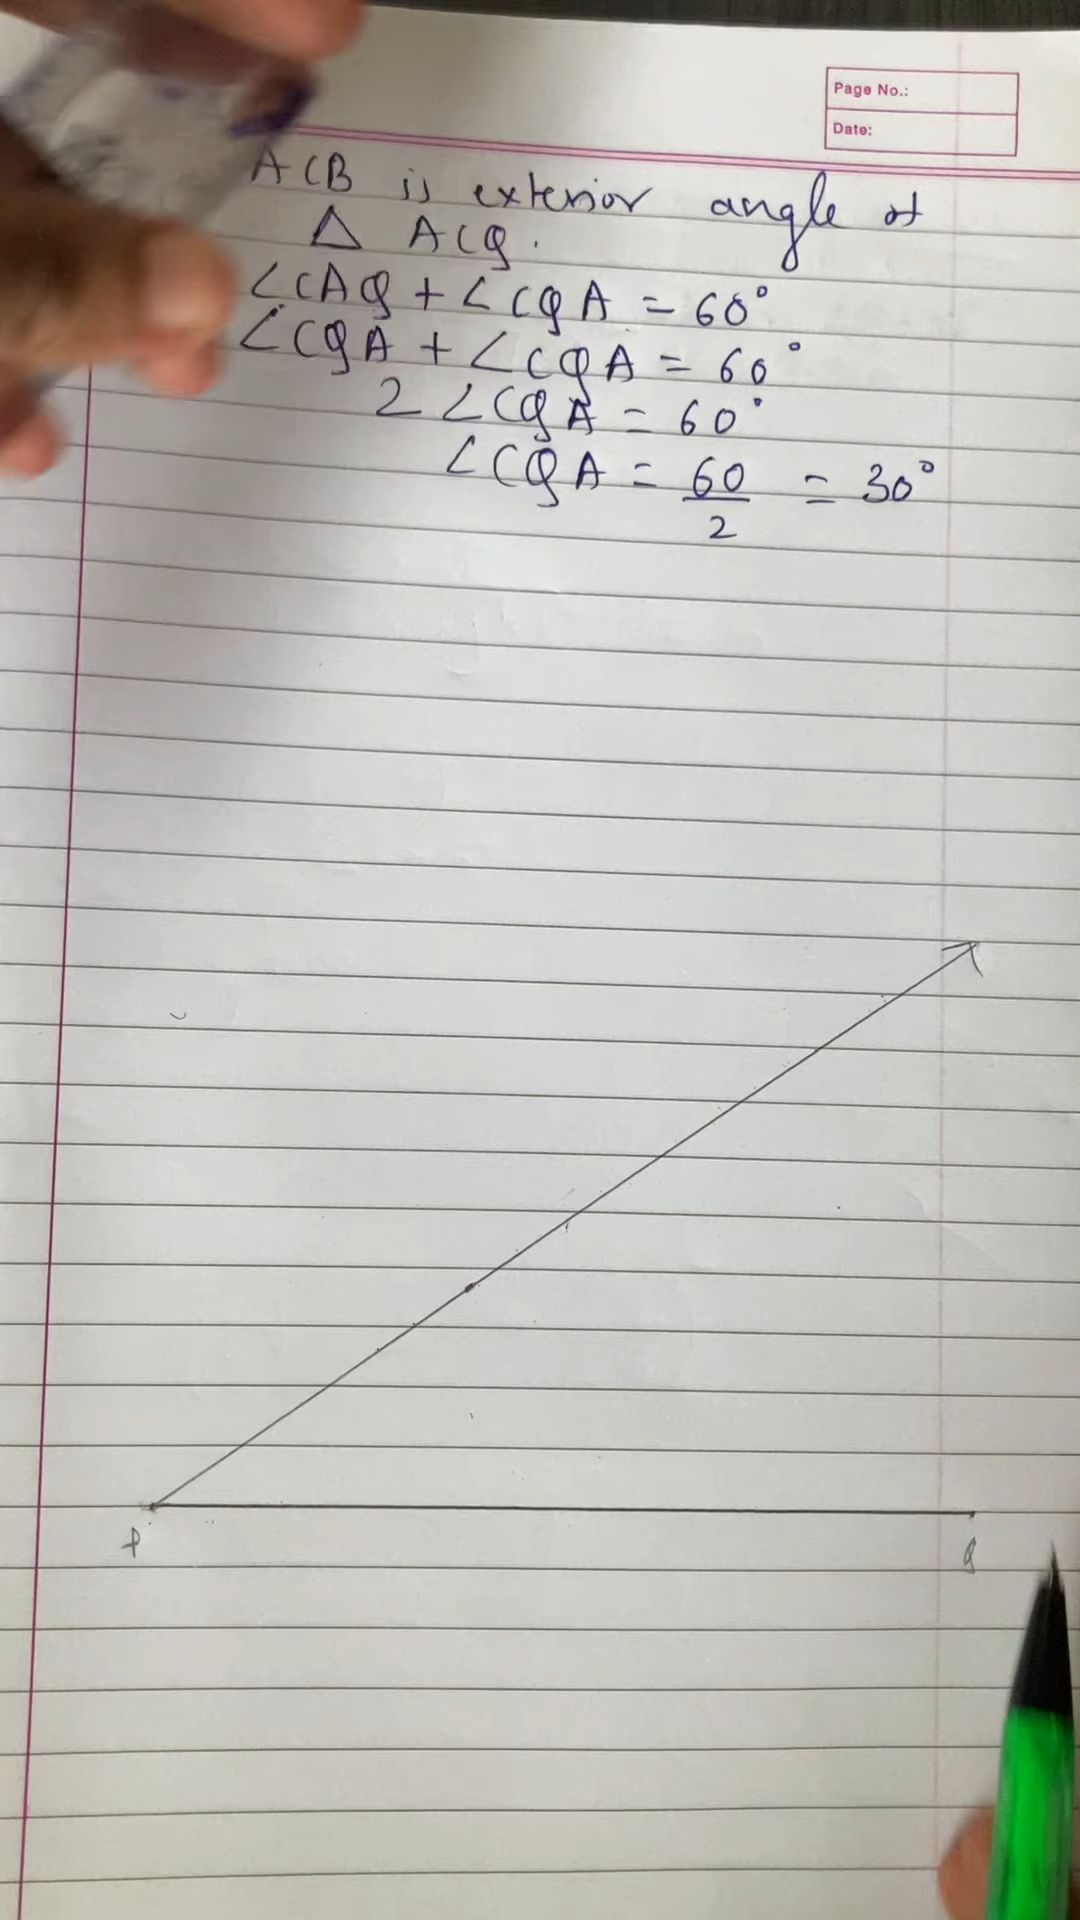 Page No.:
Date:
ACB is exterior angle of
Δ ACQ.
∠CAQ + ∠CQA = 60°
∠CQA + ∠CQA = 60°
2 ∠CQA = 60°
∠CQA = 60/2 = 30°
P Q